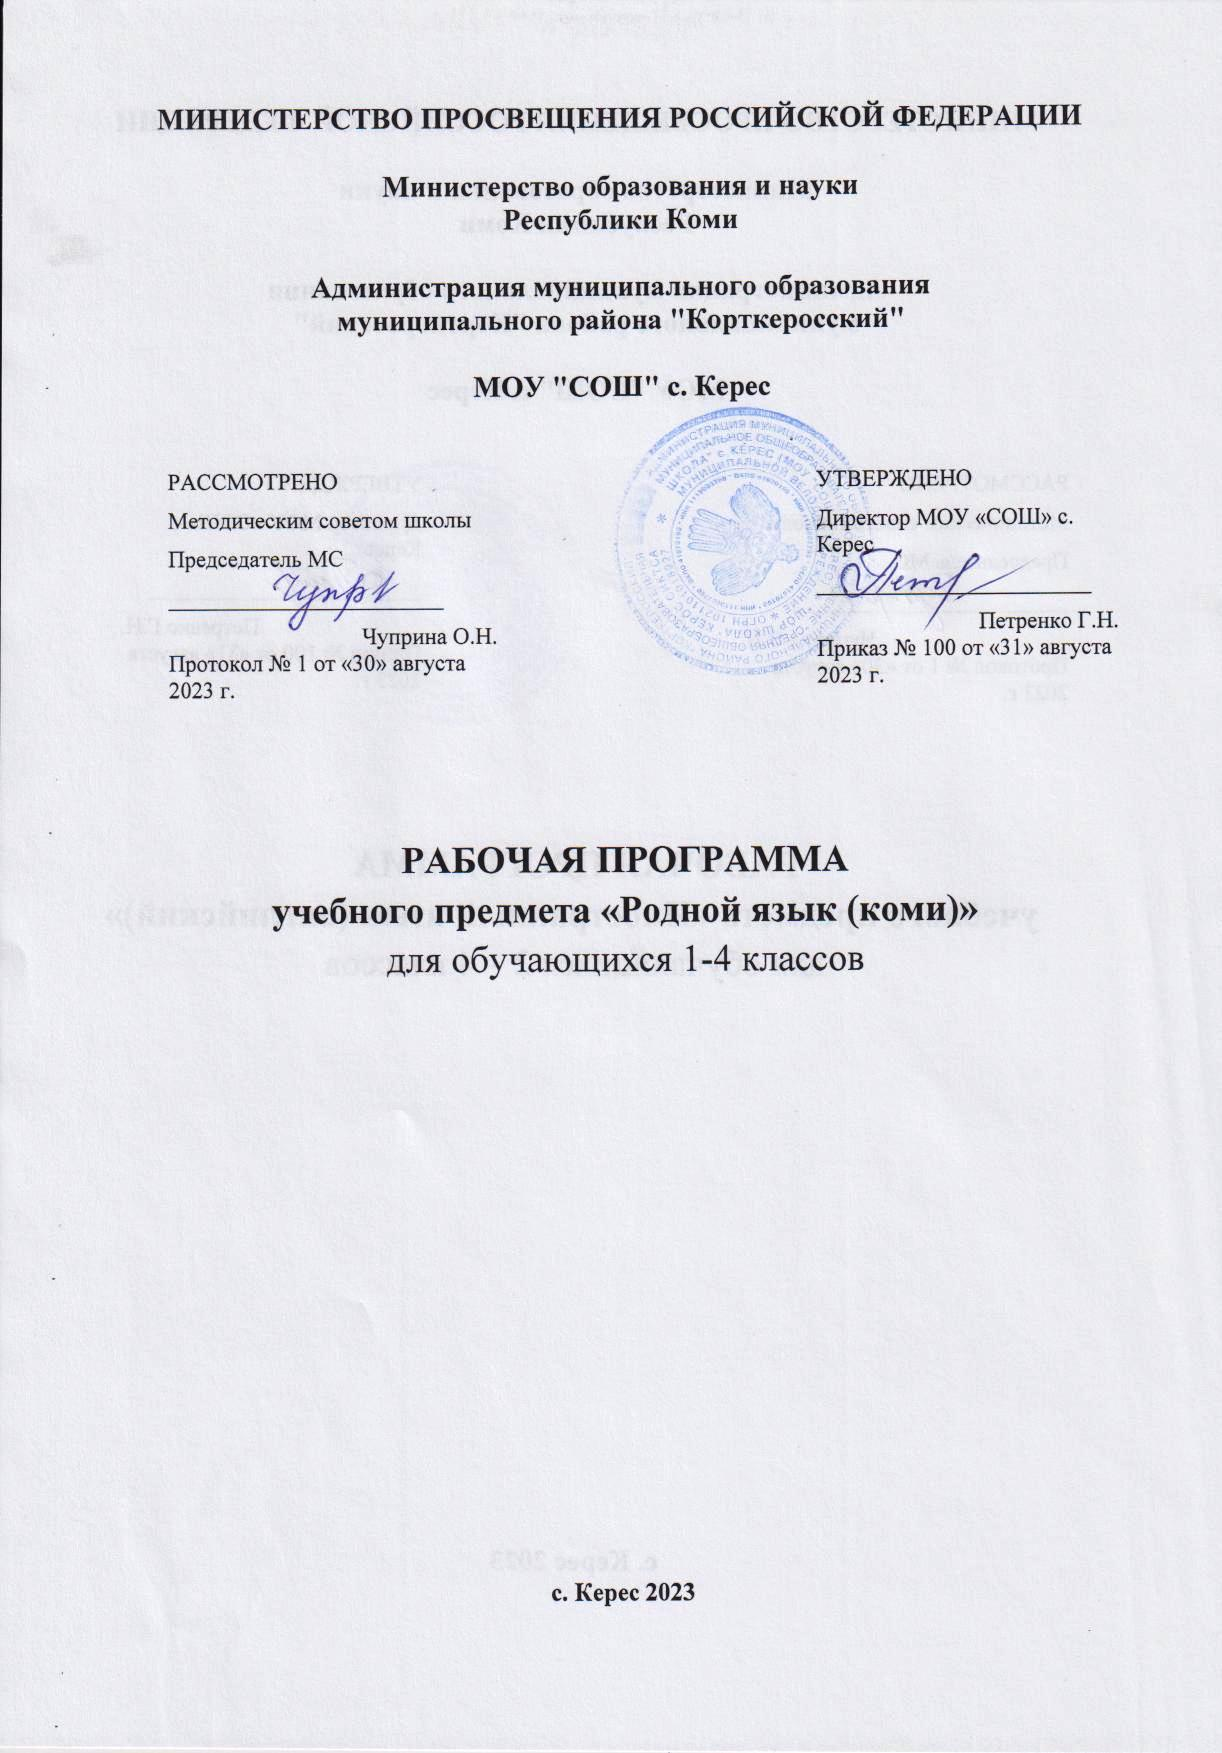 МИНИСТЕРСТВО ПРОСВЕЩЕНИЯ РОССИЙСКОЙ ФЕДЕРАЦИИ
Министерство образования и науки
Республики Коми
Администрация муниципального образования
муниципального района "Корткеросский"
МОУ "СОШ" с. Керес
РАССМОТРЕНО
Методическим советом школы
Председатель МС
Чуприна О.Н.
Протокол № 1 от «30» августа
2023 г.
УТВЕРЖДЕНО
Директор МОУ «СОШ» с.
Керес
Петренко Г.Н.
Приказ № 100 от «31» августа
2023 г.
РАБОЧАЯ ПРОГРАММА
учебного предмета «Родной язык (коми)»
для обучающихся 1-4 классов
с. Керес 2023